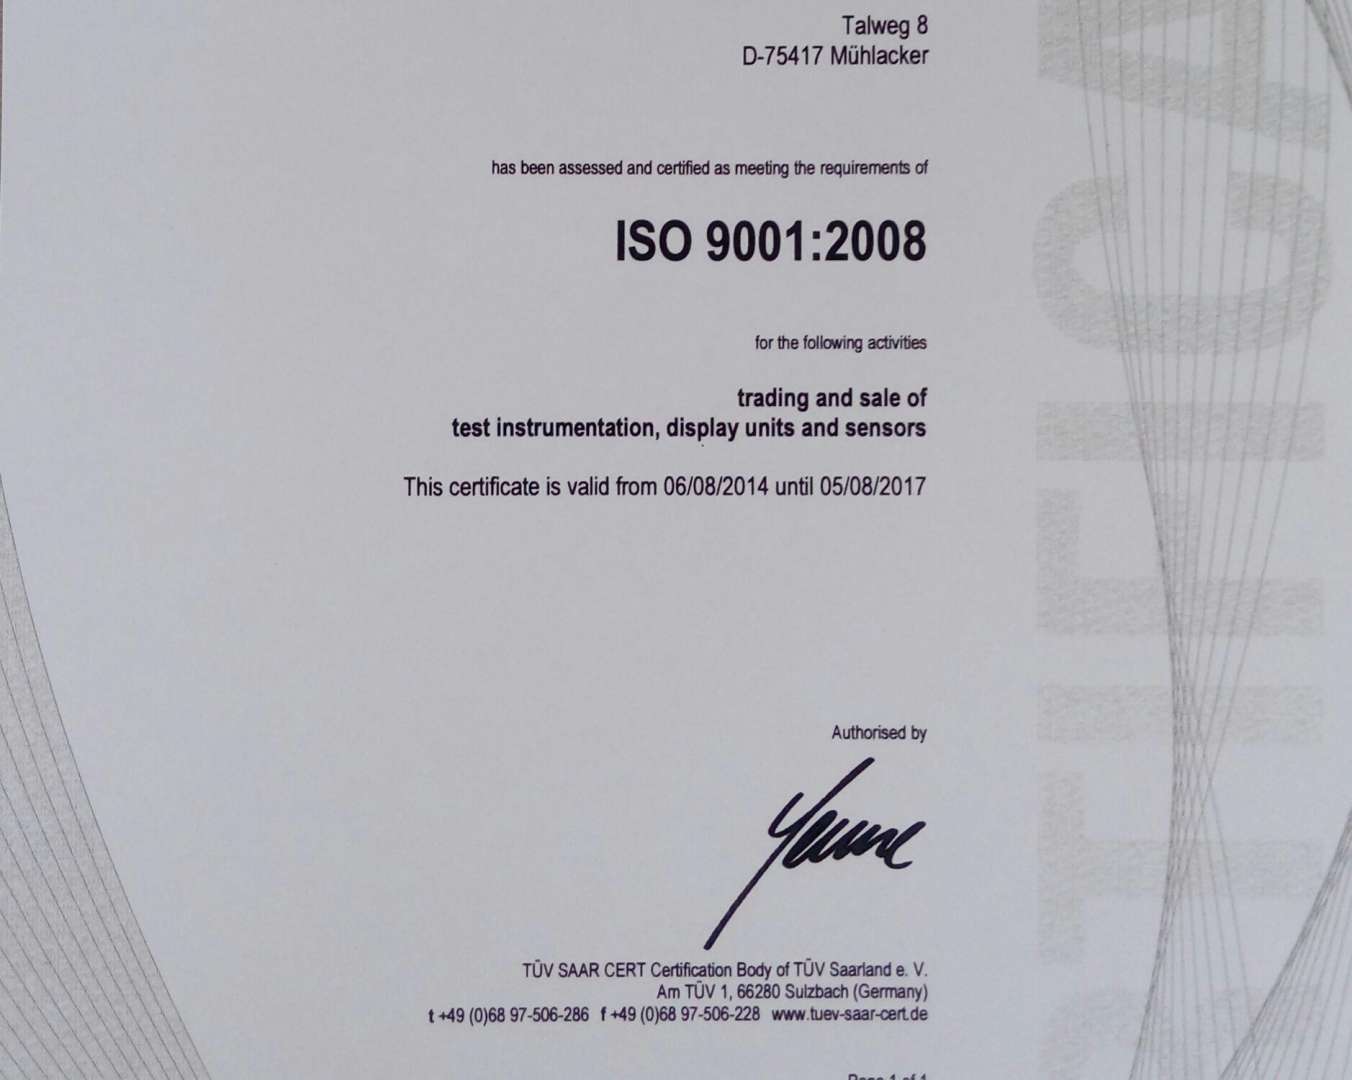 Talweg 8
D-75417 Mühlacker
has been assessed and certified as meeting the requirements of
ISO 9001:2008
for the following activities
trading and sale of
test instrumentation, display units and sensors
This certificate is valid from 06/08/2014 until 05/08/2017
Authorised by
TÜV SAAR CERT Certification Body of TÜV Saarland e. V.
Am TÜV 1, 66280 Sulzbach (Germany)
t +49 (0)68 97-506-286 f +49 (0)68 97-506-228 www.tuev-saar-cert.de
Page 1 of 1